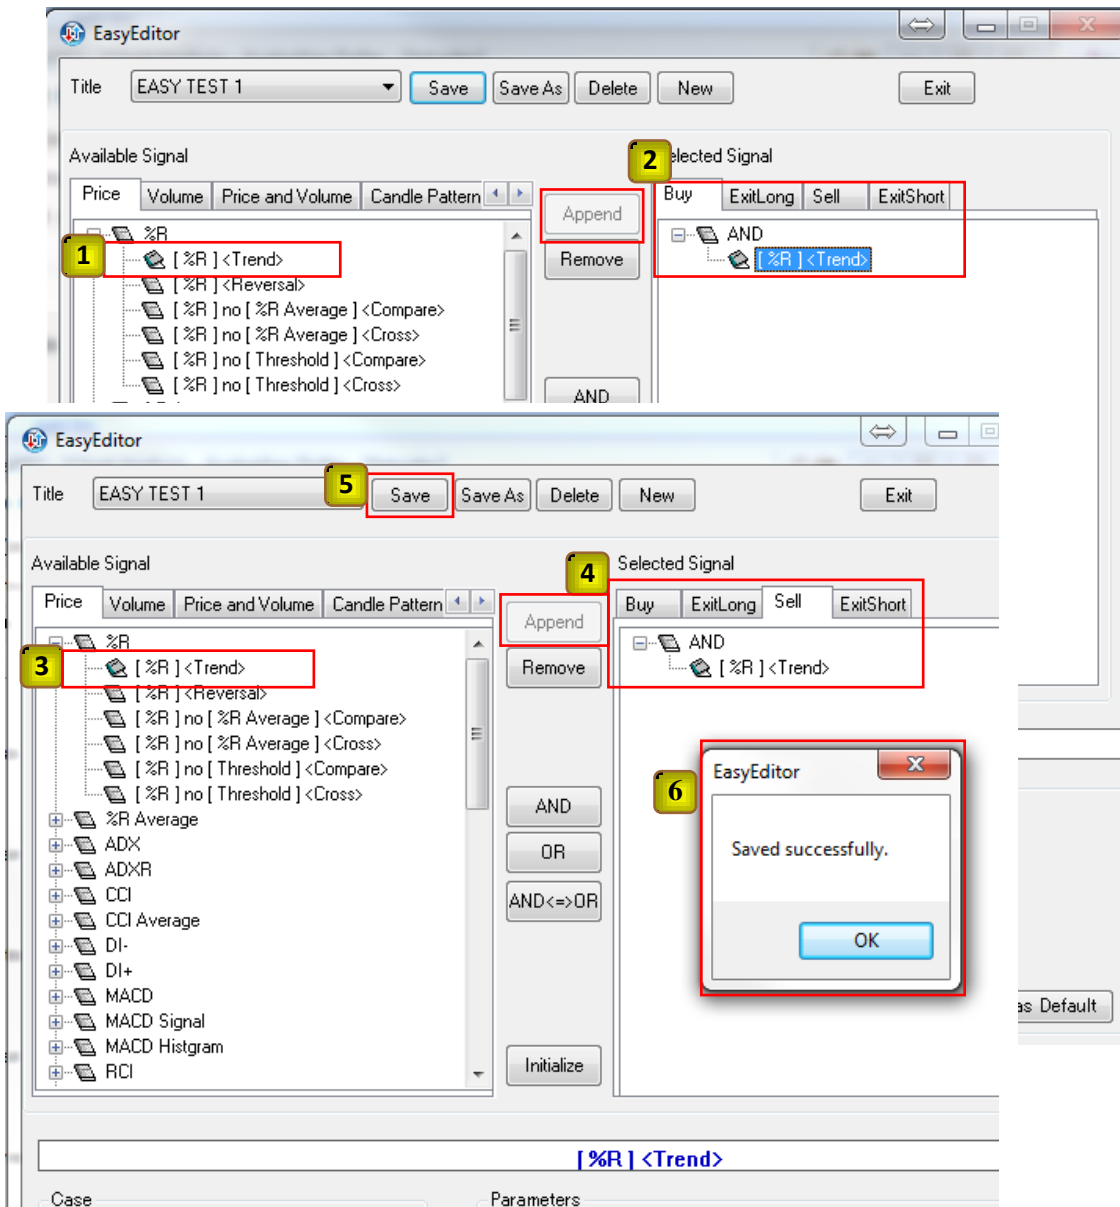 EasyEditor
Title EASY TEST 1 Save Save As Delete New Exit
Available Signal 2 elected Signal
Price Volume Price and Volume Candle Pattern Append Buy ExitLong Sell ExitShort
%R AND
1 [ %R ] <Trend> Remove [ %R ] <Trend>
[ %R ] <Reversal>
[ %R ] no [ %R Average ] <Compare>
[ %R ] no [ %R Average ] <Cross>
[ %R ] no [ Threshold ] <Compare>
[ %R ] no [ Threshold ] <Cross> AND
EasyEditor
Title EASY TEST 1 5 Save Save As Delete New Exit
Available Signal 4 Selected Signal
Price Volume Price and Volume Candle Pattern Append Buy ExitLong Sell ExitShort
%R AND
3 [ %R ] <Trend> Remove [ %R ] <Trend>
[ %R ] <Reversal>
[ %R ] no [ %R Average ] <Compare>
[ %R ] no [ %R Average ] <Cross>
[ %R ] no [ Threshold ] <Compare>
[ %R ] no [ Threshold ] <Cross>
%R Average
ADX
ADXR
CCI
CCI Average
DI-
DI+
MACD
MACD Signal
MACD Histgram
RCI
AND
OR
AND<=>OR
Initialize
6 EasyEditor
Saved successfully.
OK
as Default
[ %R ] <Trend>
Case Parameters